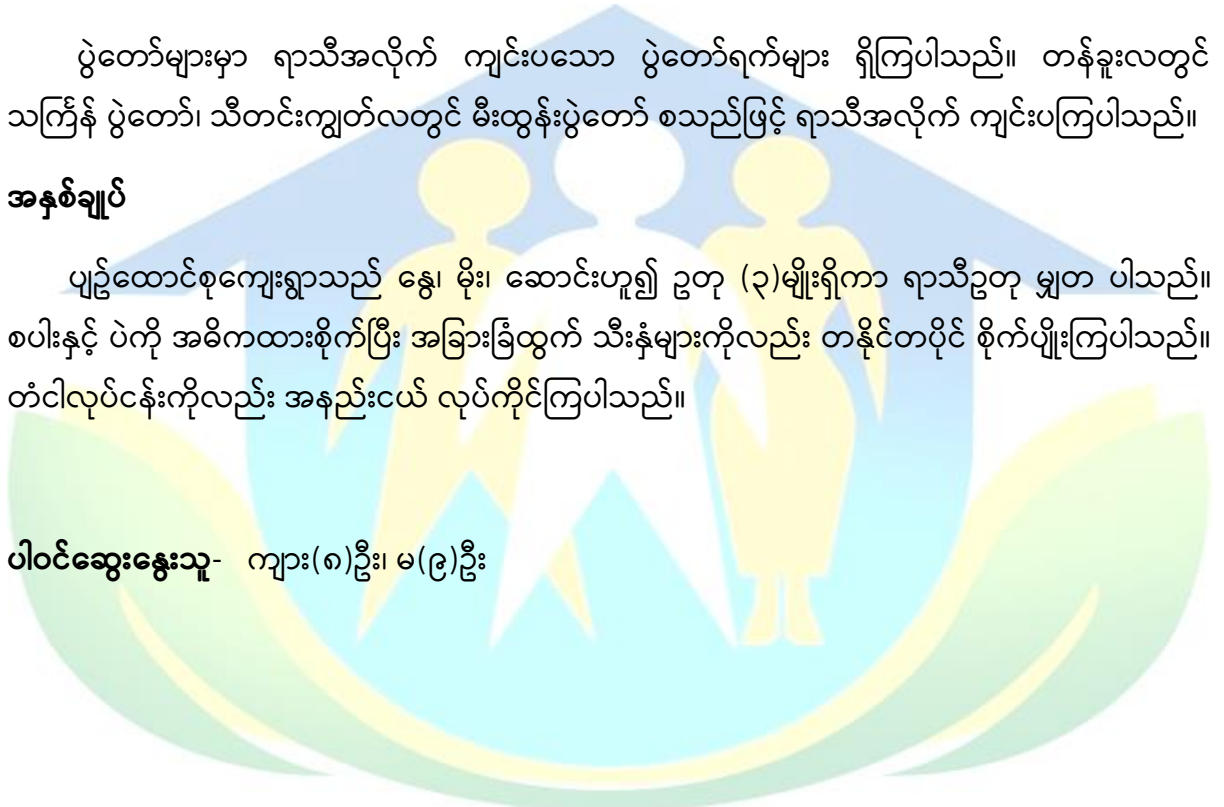 ပွဲတော်များမှာ ရာသီအလိုက် ကျင်းပသော ပွဲတော်ရက်များ ရှိကြပါသည်။ တန်ခူးလတွင်
သင်္ကြန် ပွဲတော်၊ သီတင်းကျွတ်လတွင် မီးထွန်းပွဲတော် စသည်ဖြင့် ရာသီအလိုက် ကျင်းပကြပါသည်။
အနှစ်ချုပ်
ပျဥ်ထောင်စုကျေးရွာသည် နွေ၊ မိုး၊ ဆောင်းဟူ၍ ဥတု (၃)မျိုးရှိကာ ရာသီဥတု မျှတ ပါသည်။
စပါးနှင့် ပဲကို အဓိကထားစိုက်ပြီး အခြားခြံထွက် သီးနှံများကိုလည်း တနိုင်တပိုင် စိုက်ပျိုးကြပါသည်။
တံငါလုပ်ငန်းကိုလည်း အနည်းငယ် လုပ်ကိုင်ကြပါသည်။
ပါဝင်ဆွေးနွေးသူ- ကျား(၈)ဦး၊ မ(၉)ဦး